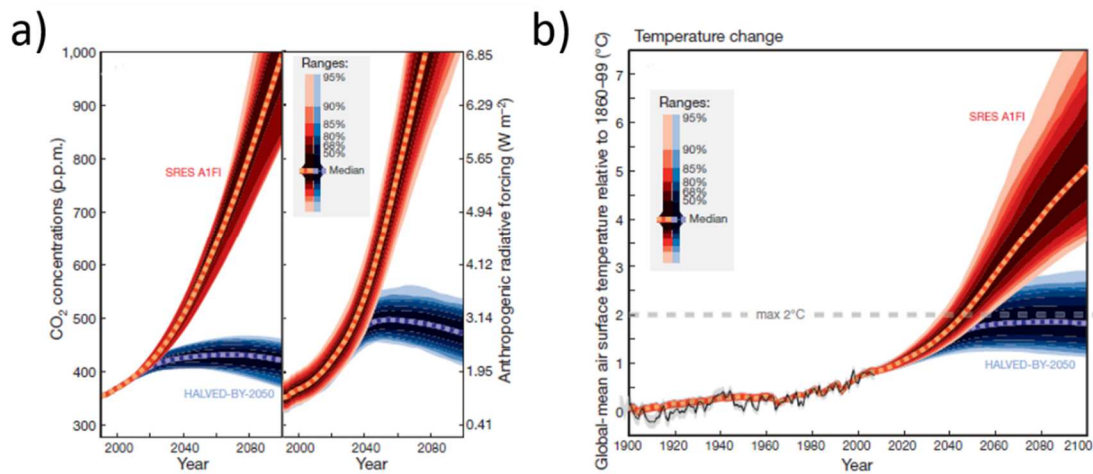 a)
CO2 concentrations (p.p.m.)
1,000
900
800
700
600
500
400
300
SRES A1FI
HALVED-BY-2050
2000
2040
2080
Year
Ranges:
95%
90%
85%
80%
68%
50%
Median
2000
2040
2080
Year
6.85
6.29
5.65
4.94
4.12
3.14
1.95
0.41
Anthropogenic radiative forcing (W m−2)
b)
Temperature change
Global-mean air surface temperature relative to 1860–99 (°C)
7
6
5
4
3
2
1
0
Ranges:
95%
90%
85%
80%
68%
50%
Median
SRES A1FI
max 2°C
HALVED-BY-2050
1900
1920
1940
1960
1980
2000
2020
2040
2060
2080
2100
Year